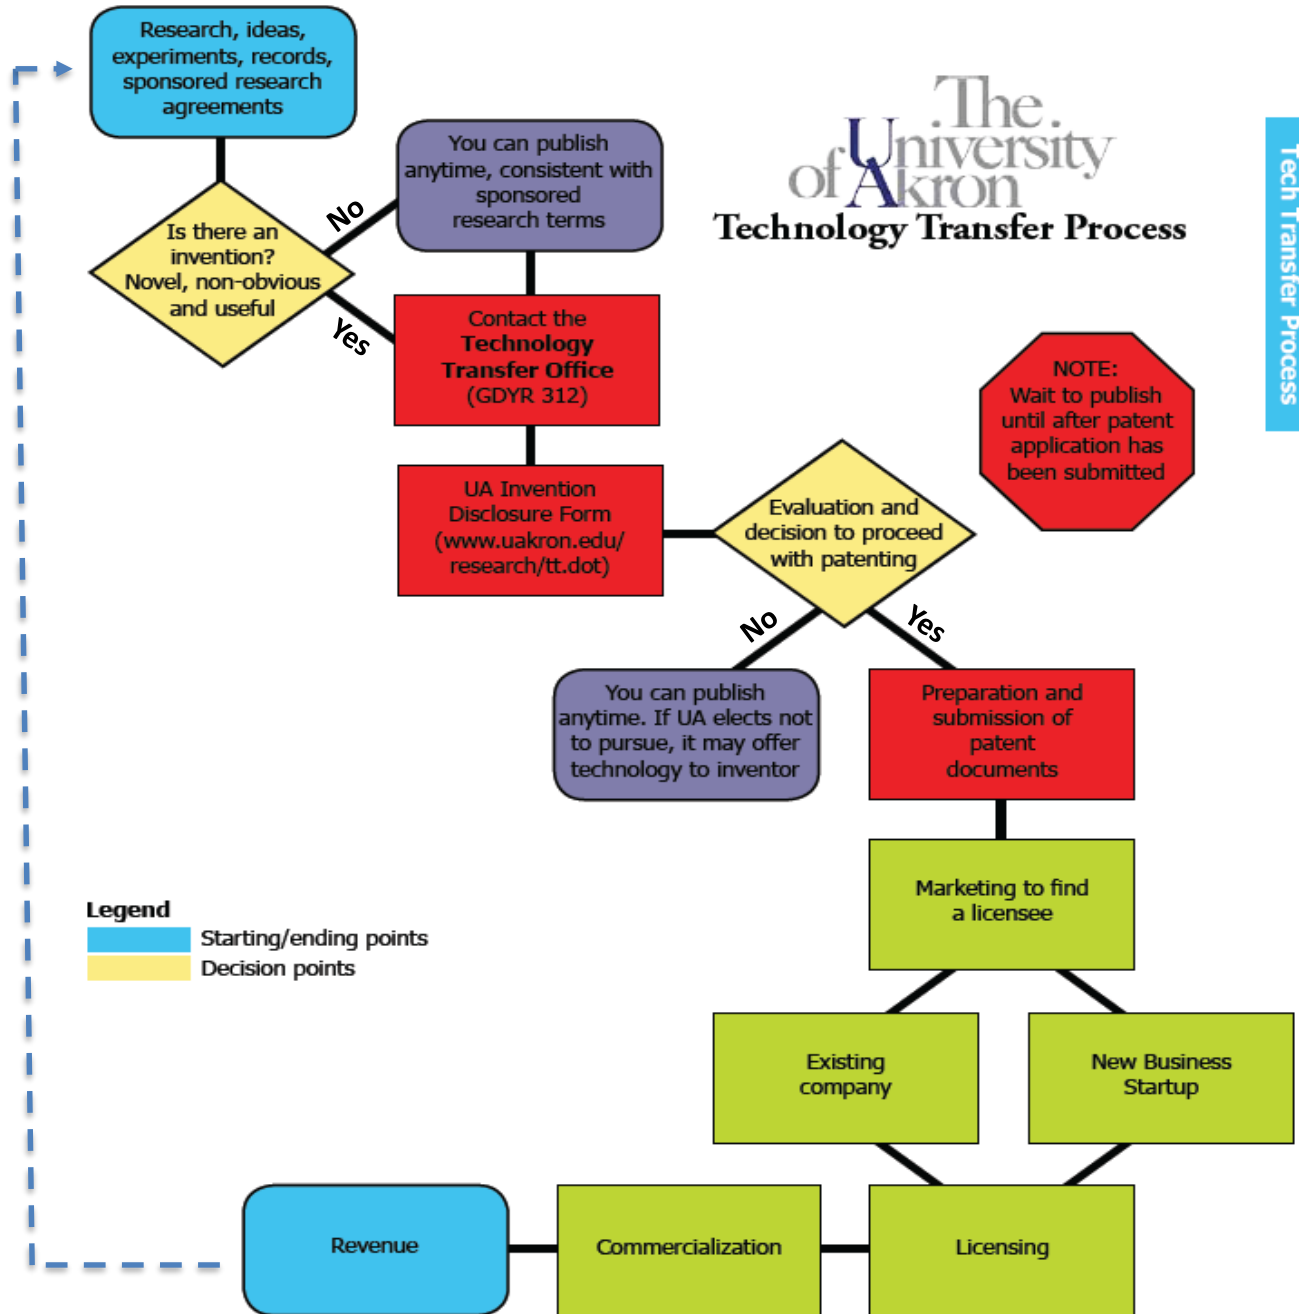 Research, ideas,
experiments, records,
sponsored research
agreements
The
University
of Akron
Technology Transfer Process
Tech Transfer Process
You can publish
anytime, consistent with
sponsored
research terms
No
Is there an
invention?
Novel, non-obvious
and useful
Yes
Contact the
Technology
Transfer Office
(GDYR 312)
NOTE:
Wait to publish
until after patent
application has
been submitted
UA Invention
Disclosure Form
(www.uakron.edu/
research/tt.dot)
Evaluation and
decision to proceed
with patenting
No
Yes
You can publish
anytime. If UA elects not
to pursue, it may offer
technology to inventor
Preparation and
submission of
patent
documents
Marketing to find
a licensee
Legend
Starting/ending points
Decision points
Existing
company
New Business
Startup
Revenue
Commercialization
Licensing